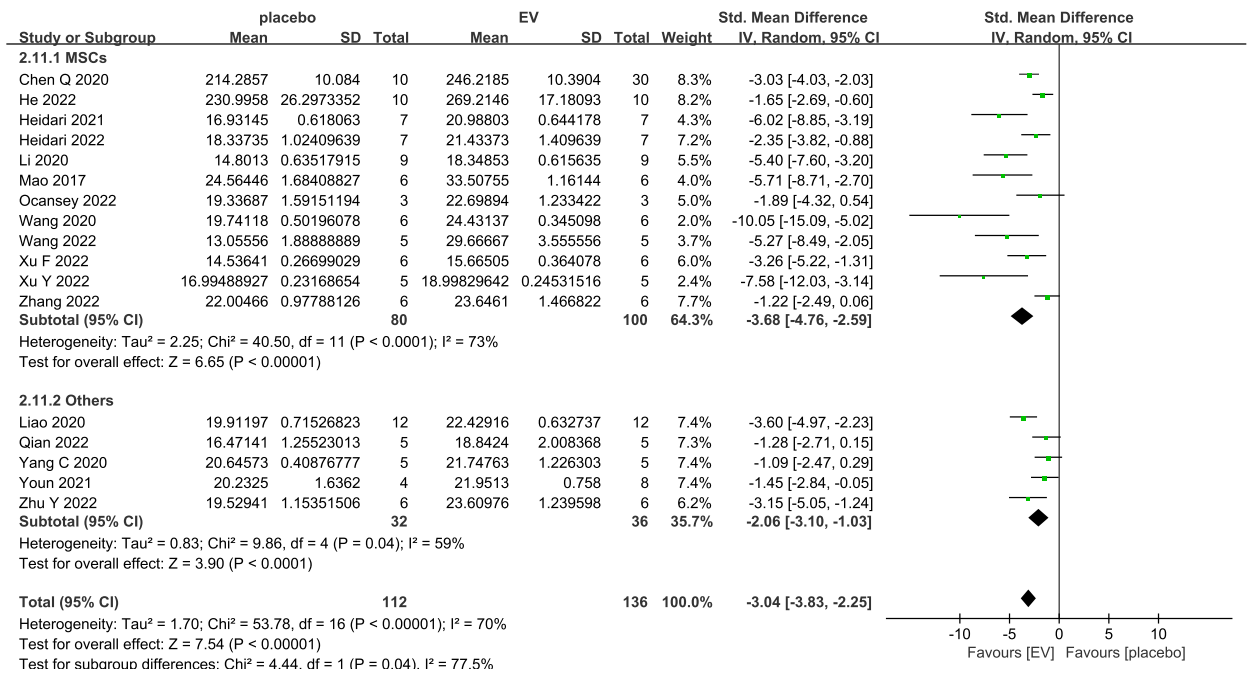 placebo EV Std. Mean Difference Std. Mean Difference
Study or Subgroup Mean SD Total Mean SD Total Weight IV, Random, 95% CI IV, Random, 95% CI
2.11.1 MSCs
Chen Q 2020 214.2857 10.084 10 246.2185 10.3904 30 8.3% -3.03 [-4.03, -2.03]
He 2022 230.9958 26.2973352 10 269.2146 17.18093 10 8.2% -1.65 [-2.69, -0.60]
Heidari 2021 16.93145 0.618063 7 20.98803 0.644178 7 4.3% -6.02 [-8.85, -3.19]
Heidari 2022 18.33735 1.02409639 7 21.43373 1.409639 7 7.1% -2.35 [-3.82, -0.88]
Li 2020 14.8013 0.63517915 9 18.34853 0.615635 9 5.5% -5.40 [-7.60, -3.20]
Mao 2017 24.56446 1.68408827 6 33.50755 1.16144 6 4.0% -5.71 [-8.71, -2.70]
Ocansey 2022 19.33687 1.59151194 3 22.69894 1.233422 3 5.0% -1.89 [-4.32, 0.54]
Wang 2020 19.74118 0.50196078 6 24.43137 0.345098 6 2.0% -10.05 [-15.09, -5.02]
Wang 2022 13.05556 1.88888889 5 29.66667 3.555556 5 3.7% -5.27 [-8.49, -2.05]
Xu F 2022 14.53641 0.26699029 6 15.66505 0.364078 6 6.1% -3.26 [-5.22, -1.31]
Xu Y 2022 16.99488927 0.23168654 5 18.99829642 0.24531516 5 2.4% -7.58 [-12.03, -3.14]
Zhang 2022 22.00466 0.97788126 6 23.6461 1.466822 6 7.7% -1.22 [-2.49, 0.06]
Subtotal (95% CI) 80 100 64.3% -3.68 [-4.76, -2.59]
Heterogeneity: Tau² = 2.25; Chi² = 40.50, df = 11 (P < 0.0001); I² = 73%
Test for overall effect: Z = 6.65 (P < 0.00001)
2.11.2 Others
Liao 2020 19.91197 0.71526823 12 22.42916 0.632737 12 7.4% -3.60 [-4.97, -2.23]
Qian 2022 16.47141 1.25523013 5 18.8424 2.008368 5 7.3% -1.28 [-2.71, 0.15]
Yang C 2020 20.64573 0.40876777 5 21.74763 1.226303 5 7.4% -1.09 [-2.47, 0.29]
Youn 2021 20.2325 1.6362 4 21.9513 0.758 8 7.4% -1.45 [-2.84, -0.05]
Zhu Y 2022 19.52941 1.15351506 6 23.60976 1.239598 6 6.2% -3.15 [-5.05, -1.24]
Subtotal (95% CI) 32 36 35.7% -2.06 [-3.10, -1.03]
Heterogeneity: Tau² = 0.83; Chi² = 9.86, df = 4 (P = 0.04); I² = 59%
Test for overall effect: Z = 3.90 (P < 0.0001)
Total (95% CI) 112 136 100.0% -3.04 [-3.83, -2.25]
Heterogeneity: Tau² = 1.70; Chi² = 53.78, df = 16 (P < 0.00001); I² = 70%
Test for overall effect: Z = 7.54 (P < 0.00001)
Test for subgroup differences: Chi² = 4.44, df = 1 (P = 0.04), I² = 77.5%
-10 -5 0 5 10
Favours [EV] Favours [placebo]